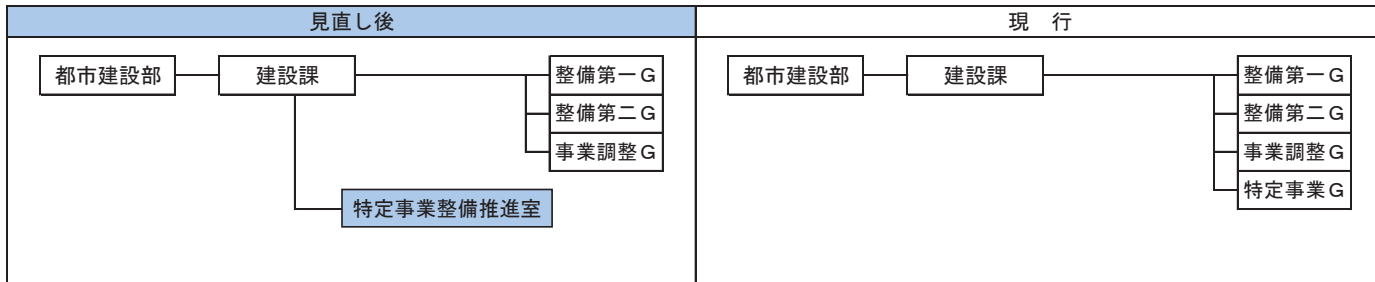 見直し後
都市建設部
建設課
整備第一G
整備第二G
事業調整G
特定事業整備推進室
現　行
都市建設部
建設課
整備第一G
整備第二G
事業調整G
特定事業G